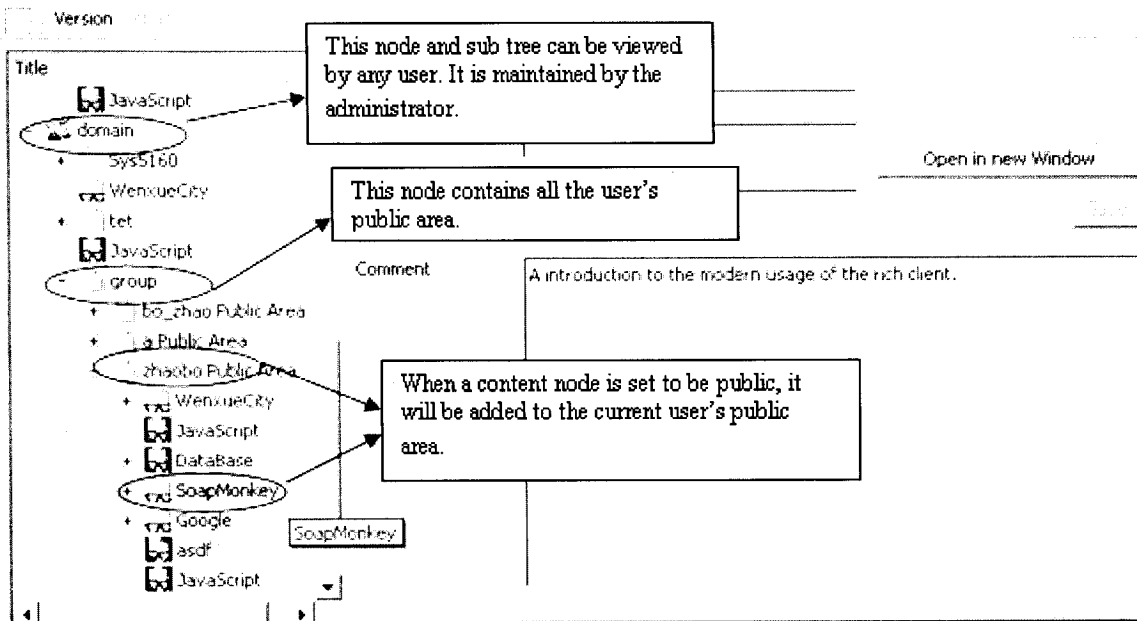 Version
Title
JavaScript
domain
Sys5160
WenxueCity
tet
JavaScript
group
bo_zhao Public Area
a Public Area
zhaobo Public Area
WenxueCity
JavaScript
DataBase
SoapMonkey
Google
asdf
JavaScript
SoapMonkey
This node and sub tree can be viewed
by any user. It is maintained by the
administrator.
Open in new Window
This node contains all the user's
public area.
Comment
A introduction to the modern usage of the rich client.
When a content node is set to be public, it
will be added to the current user's public
area.